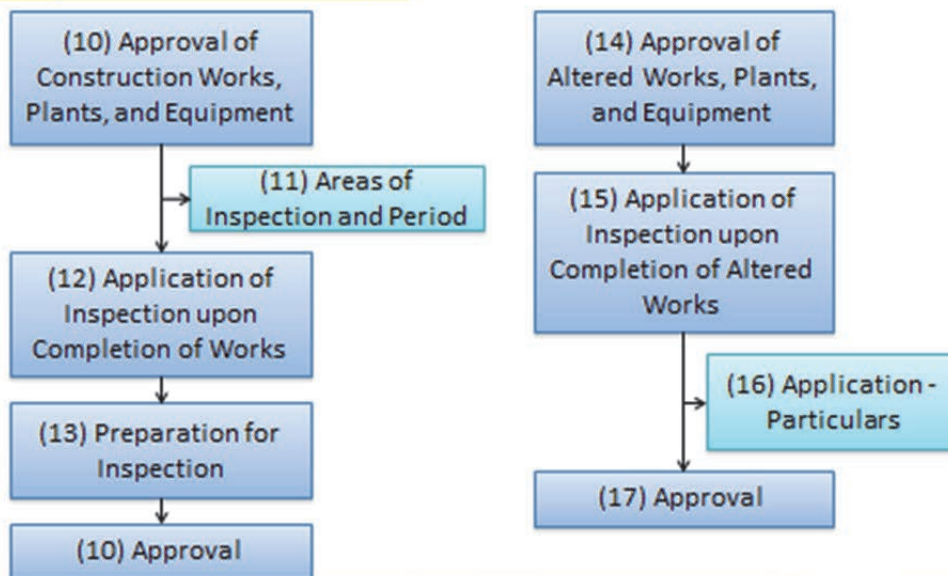 (10) Approval of
Construction Works,
Plants, and Equipment
(11) Areas of
Inspection and Period
(12) Application of
Inspection upon
Completion of Works
(13) Preparation for
Inspection
(10) Approval
(14) Approval of
Altered Works, Plants,
and Equipment
(15) Application of
Inspection upon
Completion of Altered
Works
(16) Application -
Particulars
(17) Approval